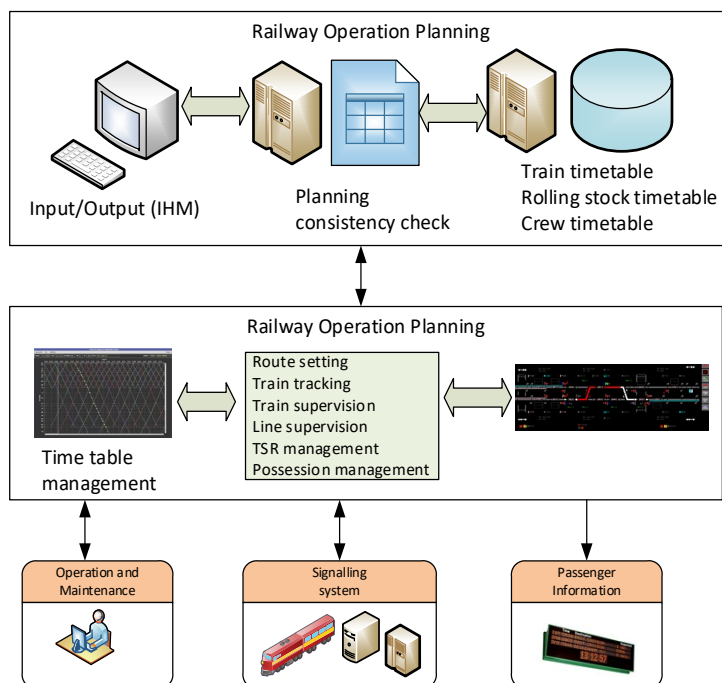 Railway Operation Planning
Input/Output (IHM)
Planning
consistency check
Train timetable
Rolling stock timetable
Crew timetable
Railway Operation Planning
Time table
management
Route setting
Train tracking
Train supervision
Line supervision
TSR management
Possession management
Operation and
Maintenance
Signalling
system
Passenger
Information